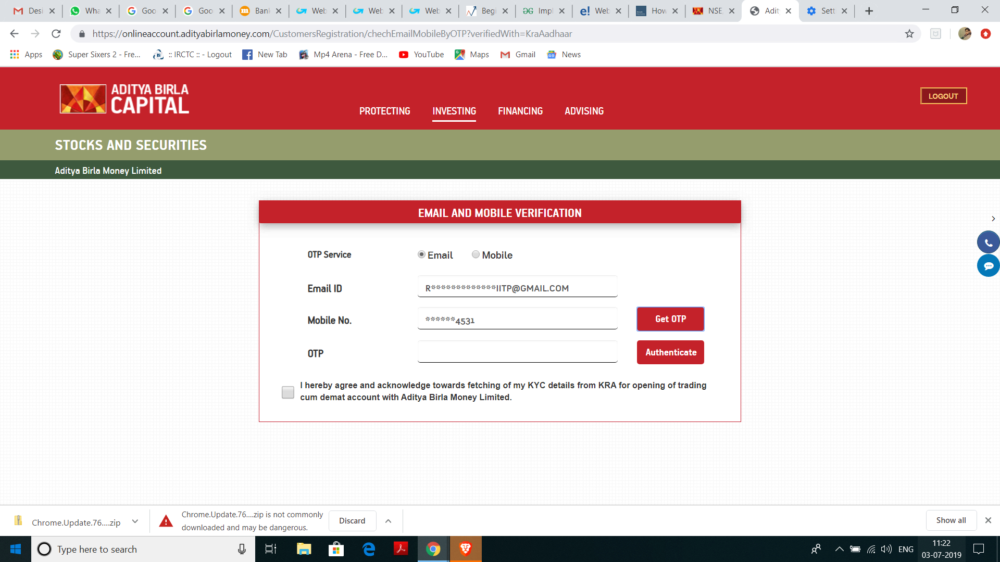 Desi
Wha
Goo
Goo
Bank
Web
Web
Web
Begi
Impl
Web
How
NSE
Adit
Sett
https://onlineaccount.adityabirlamoney.com/CustomersRegistration/chechEmailMobileByOTP?verifiedWith=KraAadhaar
Apps
Super Sixers 2 - Fre...
:: IRCTC :: - Logout
New Tab
Mp4 Arena - Free D...
YouTube
Maps
Gmail
News
ADITYA BIRLA
CAPITAL
PROTECTING
INVESTING
FINANCING
ADVISING
LOGOUT
STOCKS AND SECURITIES
Aditya Birla Money Limited
EMAIL AND MOBILE VERIFICATION
OTP Service
Email
Mobile
Email ID
R*************IITP@GMAIL.COM
Mobile No.
******4531
Get OTP
OTP
Authenticate
I hereby agree and acknowledge towards fetching of my KYC details from KRA for opening of trading
cum demat account with Aditya Birla Money Limited.
Chrome.Update.76....zip
Chrome.Update.76....zip is not commonly
downloaded and may be dangerous.
Discard
Show all
Type here to search
ENG
11:22
03-07-2019